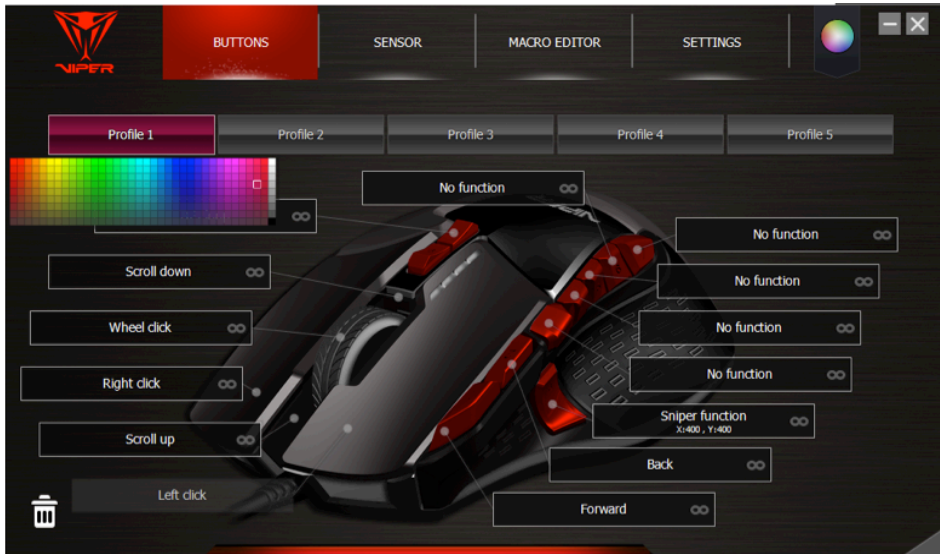 VIPER
BUTTONS
SENSOR
MACRO EDITOR
SETTINGS
Profile 1
Profile 2
Profile 3
Profile 4
Profile 5
No function
No function
Scroll down
No function
Wheel click
No function
Right click
No function
Sniper function
X:400 , Y:400
Scroll up
Back
Left click
Forward